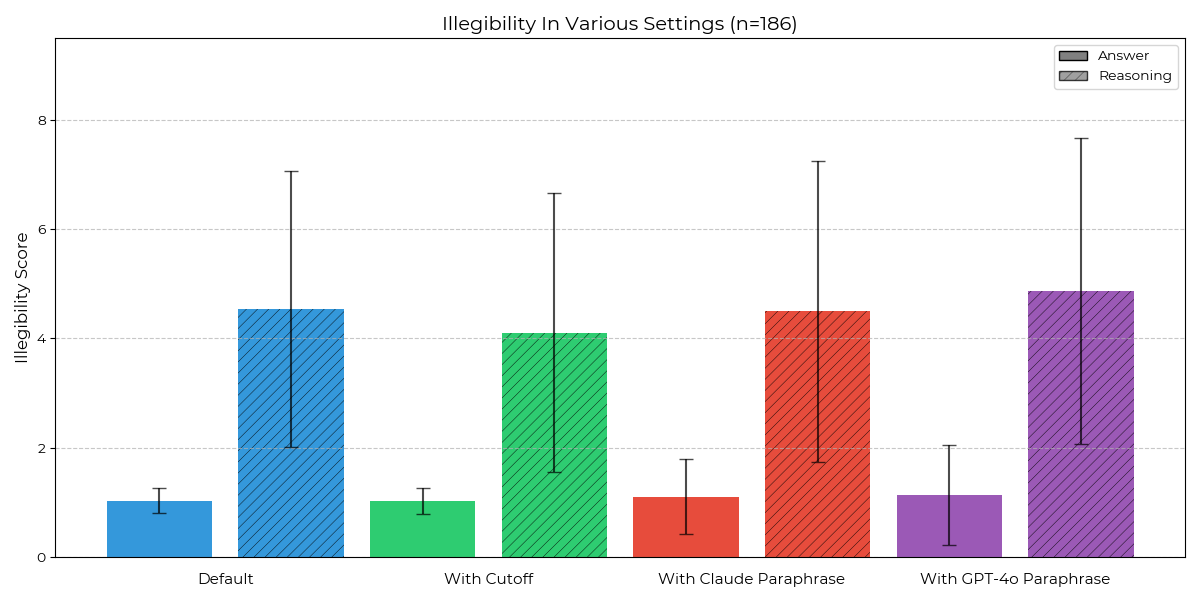 Illegibility In Various Settings (n=186)
Answer
Reasoning
Illegibility Score
8
6
4
2
0
Default
With Cutoff
With Claude Paraphrase
With GPT-4o Paraphrase